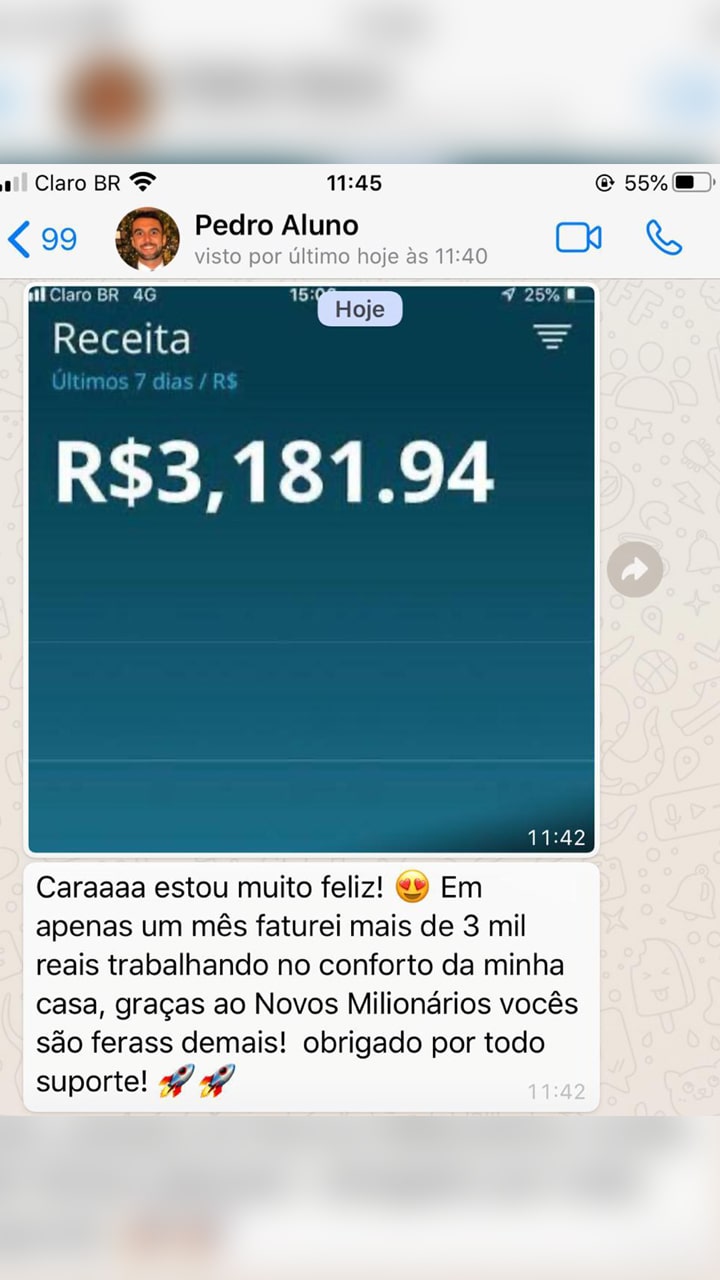 Claro BR 11:45 55%
99 Pedro Aluno
visto por último hoje às 11:40
Claro BR 4G 15:0 25%
Hoje
Receita
Últimos 7 dias / R$
R$3,181.94
11:42
Caraaaa estou muito feliz! 😍 Em
apenas um mês faturei mais de 3 mil
reais trabalhando no conforto da minha
casa, graças ao Novos Milionários vocês
são ferass demais!  obrigado por todo
suporte! 🚀🚀
11:42